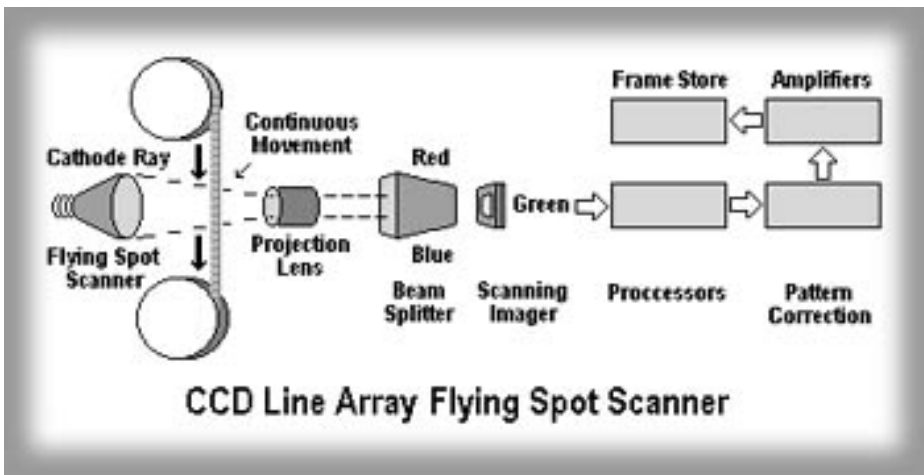 Frame Store
Amplifiers
Continuous
Movement
Cathode Ray
Red
Green
Flying Spot
Scanner
Projection
Lens
Blue
Beam
Splitter
Scanning
Imager
Proccessors
Pattern
Correction
CCD Line Array Flying Spot Scanner